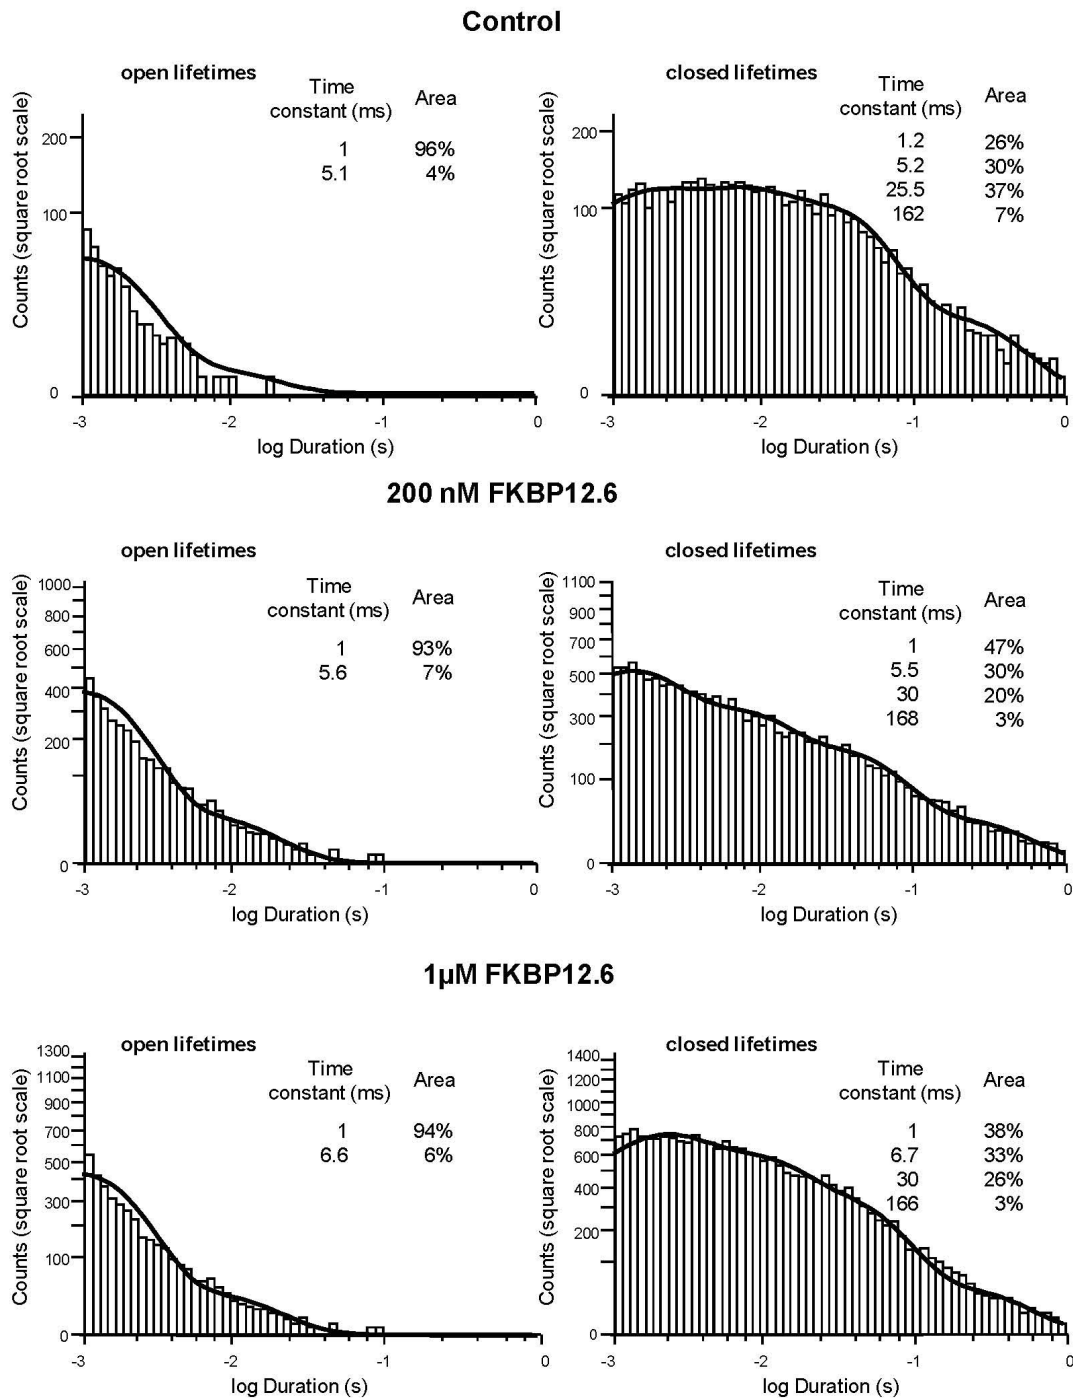 Control
open lifetimes
Time
constant (ms) Area
1 96%
5.1 4%
Counts (square root scale)
200
100
0
-3 -2 -1 0
log Duration (s)
closed lifetimes
Time
constant (ms) Area
1.2 26%
5.2 30%
25.5 37%
162 7%
Counts (square root scale)
200
100
0
-3 -2 -1 0
log Duration (s)
200 nM FKBP12.6
open lifetimes
Time
constant (ms) Area
1 93%
5.6 7%
Counts (square root scale)
1000
800
600
400
200
0
-3 -2 -1 0
log Duration (s)
closed lifetimes
Time
constant (ms) Area
1 47%
5.5 30%
30 20%
168 3%
Counts (square root scale)
1100
900
700
500
300
100
0
-3 -2 -1 0
log Duration (s)
1µM FKBP12.6
open lifetimes
Time
constant (ms) Area
1 94%
6.6 6%
Counts (square root scale)
1300
1100
900
700
500
300
100
0
-3 -2 -1 0
log Duration (s)
closed lifetimes
Time
constant (ms) Area
1 38%
6.7 33%
30 26%
166 3%
Counts (square root scale)
1400
1200
1000
800
600
400
200
0
-3 -2 -1 0
log Duration (s)